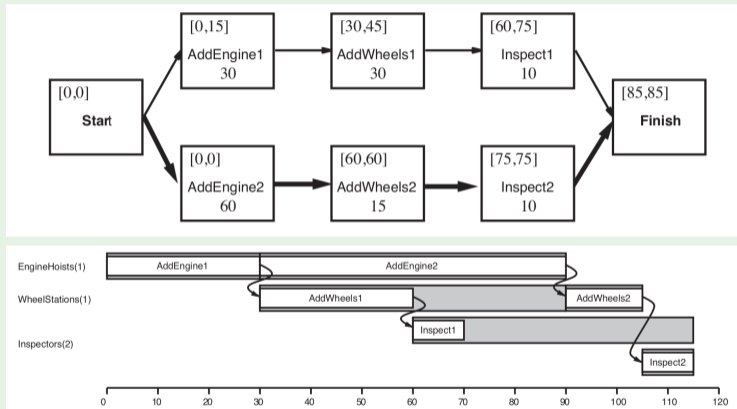 [0,15]
AddEngine1
30
[30,45]
AddWheels1
30
[60,75]
Inspect1
10
[0,0]
Start
[85,85]
Finish
[0,0]
AddEngine2
60
[60,60]
AddWheels2
15
[75,75]
Inspect2
10
EngineHoists(1) AddEngine1 AddEngine2
WheelStations(1) AddWheels1 AddWheels2
Inspect1
Inspectors(2)
Inspect2
0 10 20 30 40 50 60 70 80 90 100 110 120